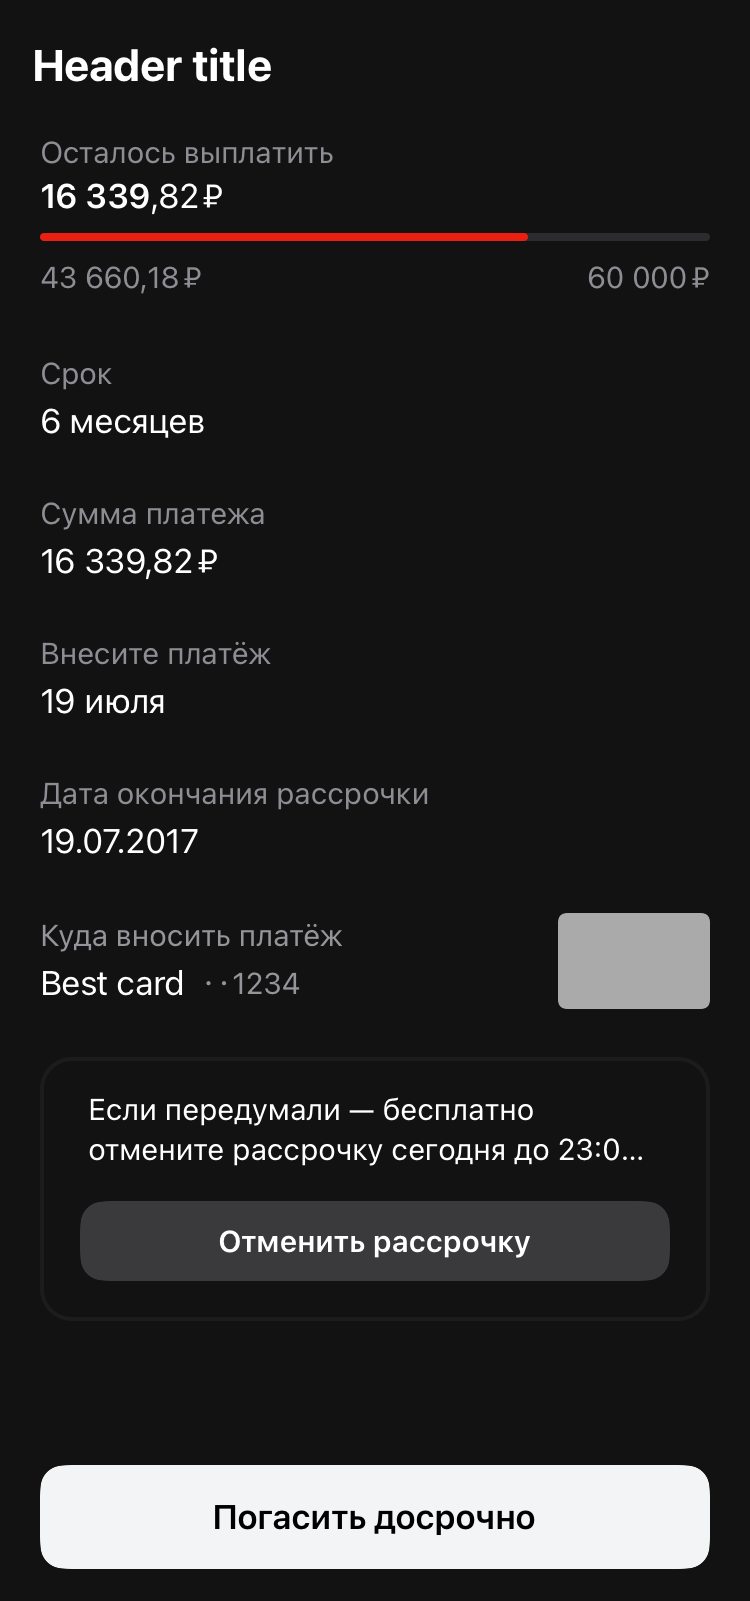 Header title
Осталось выплатить
16 339,82 ₽
43 660,18 ₽ 60 000 ₽
Срок
6 месяцев
Сумма платежа
16 339,82 ₽
Внесите платёж
19 июля
Дата окончания рассрочки
19.07.2017
Куда вносить платёж
Best card ··1234
Если передумали — бесплатно
отмените рассрочку сегодня до 23:0...
Отменить рассрочку
Погасить досрочно